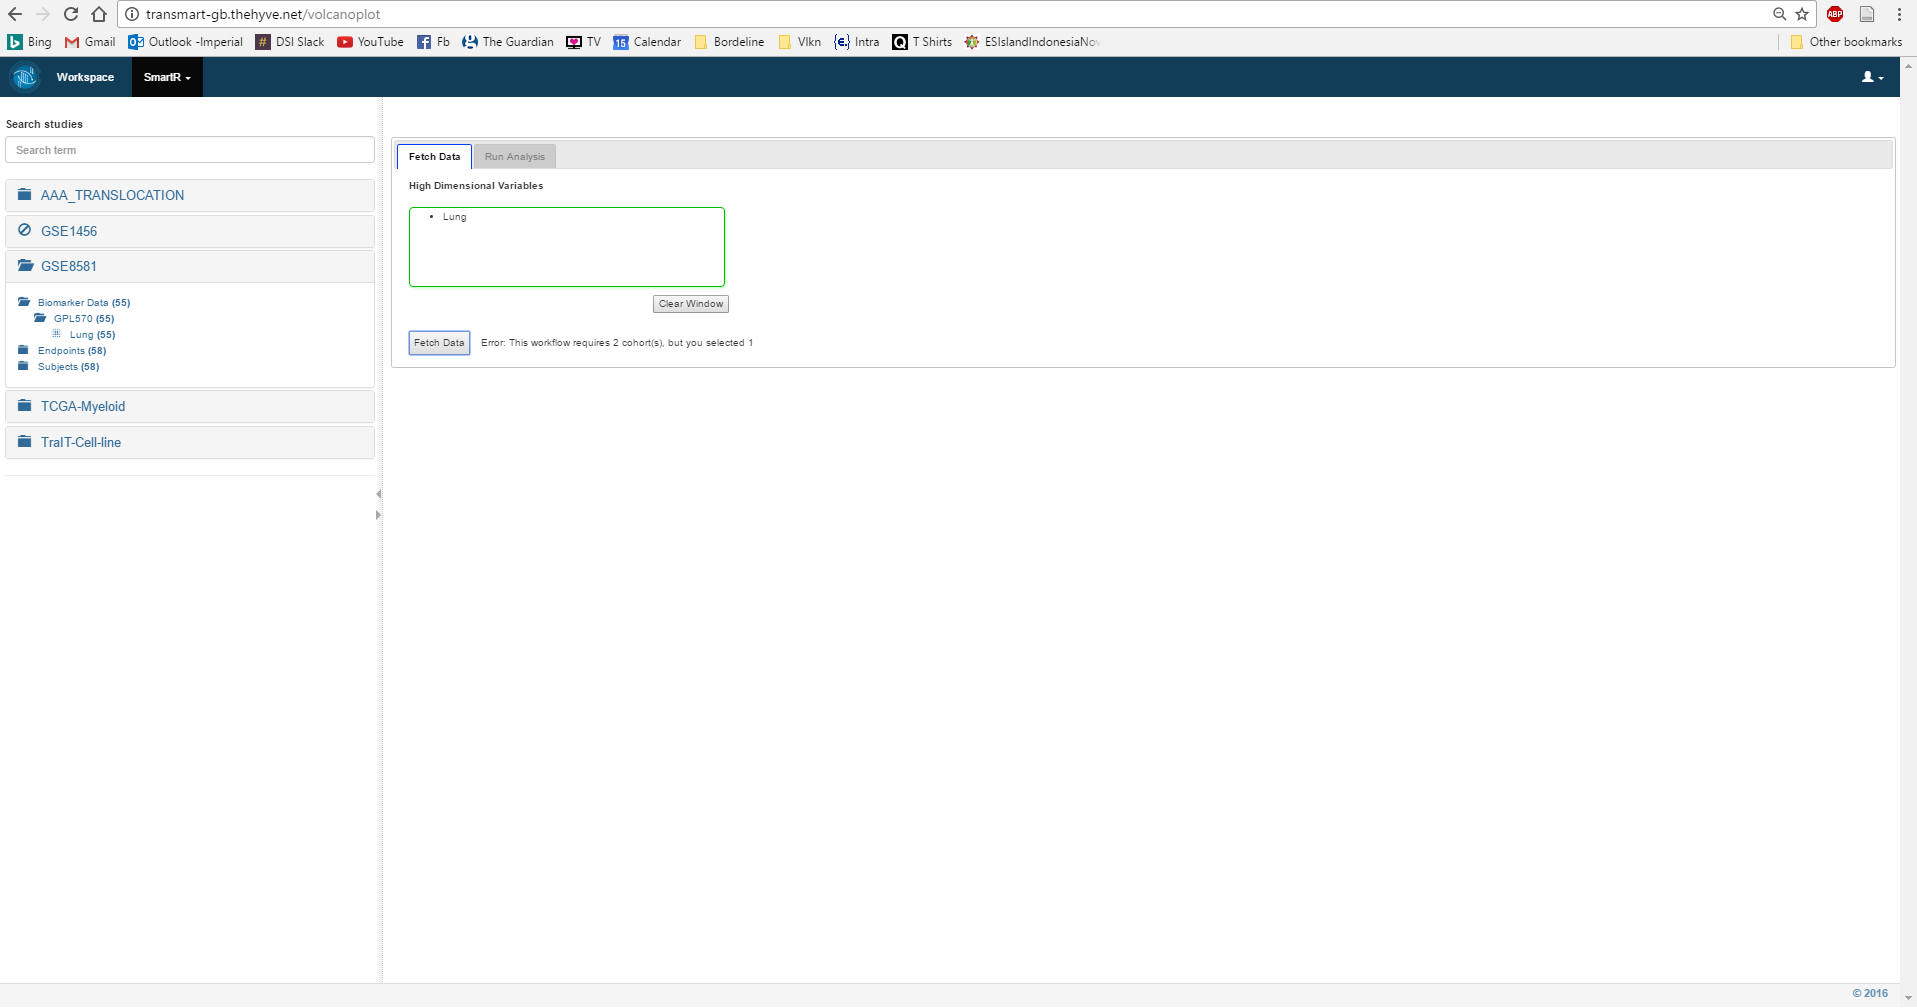 transmart-gb.thehyve.net/volcanoplot
ABP
Bing Gmail Outlook -Imperial DSI Slack YouTube Fb The Guardian TV 15 Calendar Bordeline Vlkn Intra T Shirts ESIslandIndonesiaNov Other bookmarks
Workspace SmartR
Search studies
Search term
AAA_TRANSLOCATION
GSE1456
GSE8581
Biomarker Data (55)
GPL570 (55)
Lung (55)
Endpoints (58)
Subjects (58)
TCGA-Myeloid
TraIT-Cell-line
Fetch Data Run Analysis
High Dimensional Variables
Lung
Clear Window
Fetch Data Error: This workflow requires 2 cohort(s), but you selected 1
© 2016